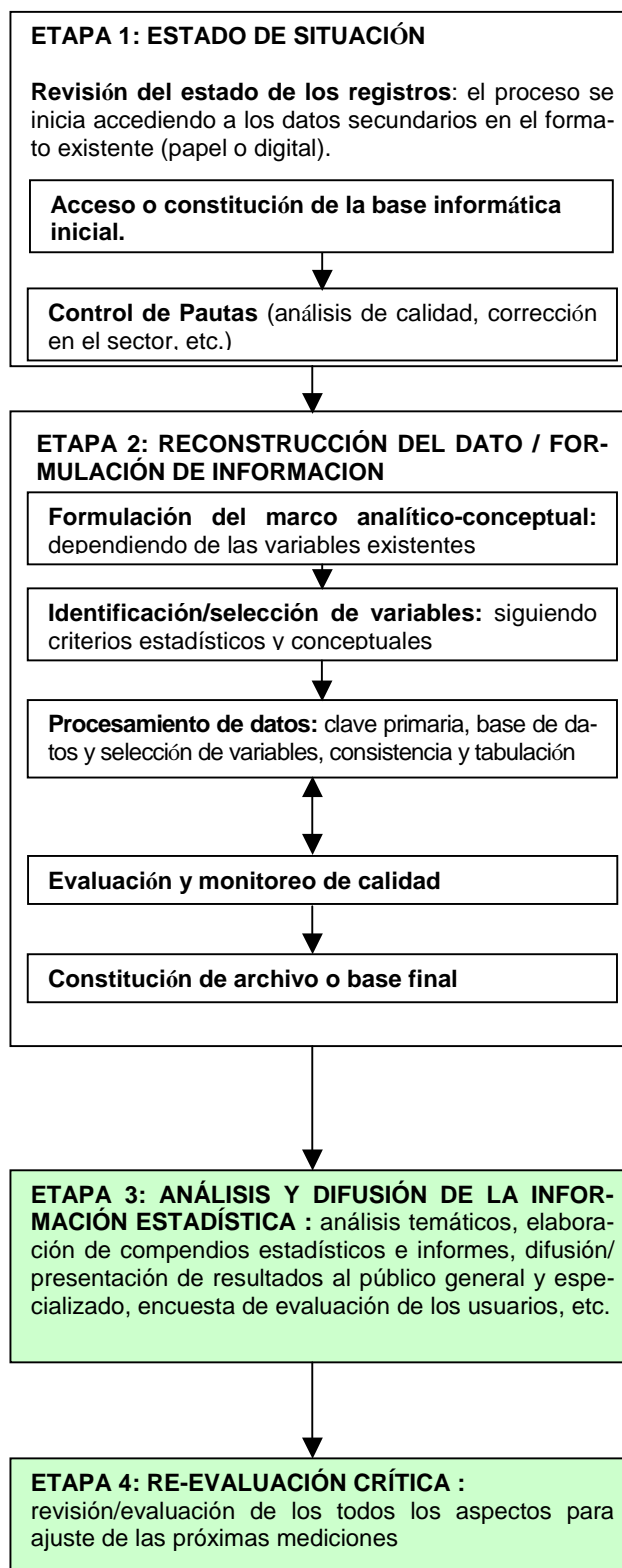 ETAPA 1: ESTADO DE SITUACIÓN
Revisión del estado de los registros: el proceso se
inicia accediendo a los datos secundarios en el forma-
to existente (papel o digital).
Acceso o constitución de la base informática
inicial.
Control de Pautas (análisis de calidad, corrección
en el sector, etc.)
ETAPA 2: RECONSTRUCCIÓN DEL DATO / FOR-
MULACIÓN DE INFORMACION
Formulación del marco analítico-conceptual:
dependiendo de las variables existentes
Identificación/selección de variables: siguiendo
criterios estadísticos y conceptuales
Procesamiento de datos: clave primaria, base de da-
tos y selección de variables, consistencia y tabulación
Evaluación y monitoreo de calidad
Constitución de archivo o base final
ETAPA 3: ANÁLISIS Y DIFUSIÓN DE LA INFOR-
MACIÓN ESTADÍSTICA : análisis temáticos, elabora-
ción de compendios estadísticos e informes, difusión/
presentación de resultados al público general y espe-
cializado, encuesta de evaluación de los usuarios, etc.
ETAPA 4: RE-EVALUACIÓN CRÍTICA :
revisión/evaluación de los todos los aspectos para
ajuste de las próximas mediciones